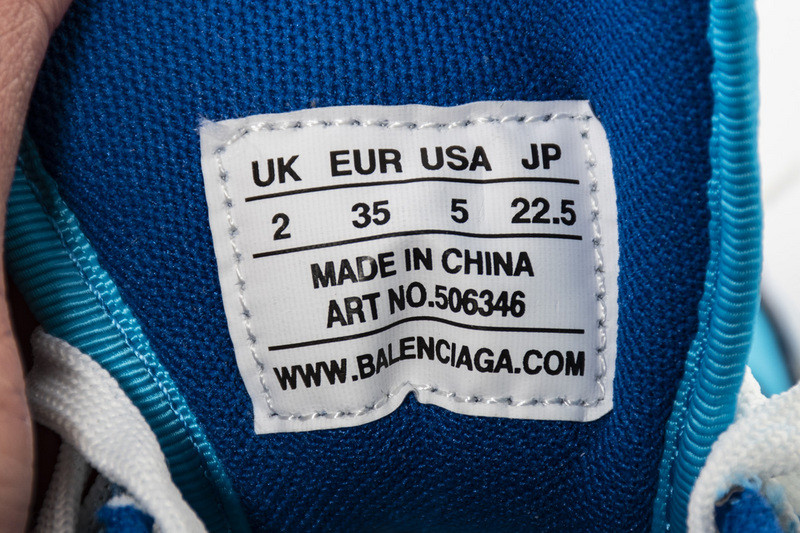 UK EUR USA JP
2 35 5 22.5
MADE IN CHINA
ART NO.506346
WWW.BALENCIAGA.COM